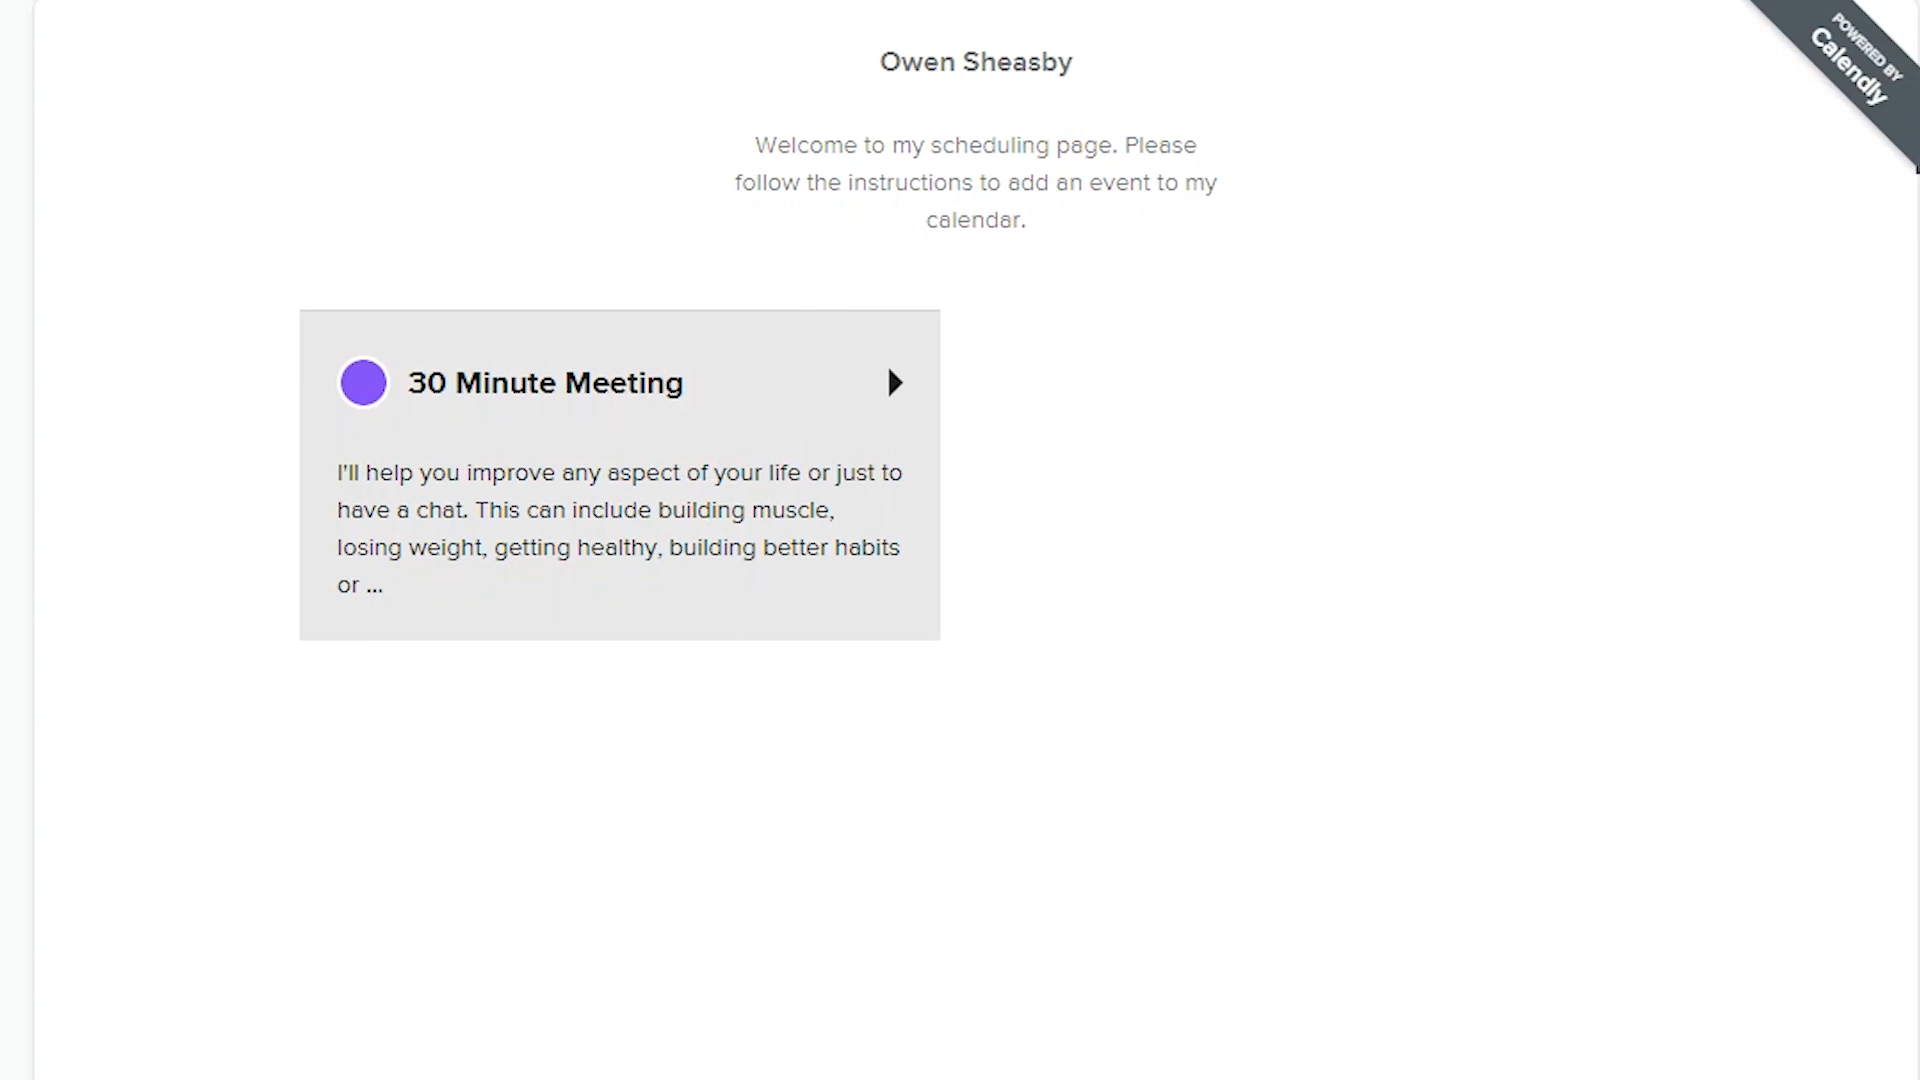 Owen Sheasby
POWERED BY
Calendly
Welcome to my scheduling page. Please
follow the instructions to add an event to my
calendar.
30 Minute Meeting
I'll help you improve any aspect of your life or just to
have a chat. This can include building muscle,
losing weight, getting healthy, building better habits
or ...